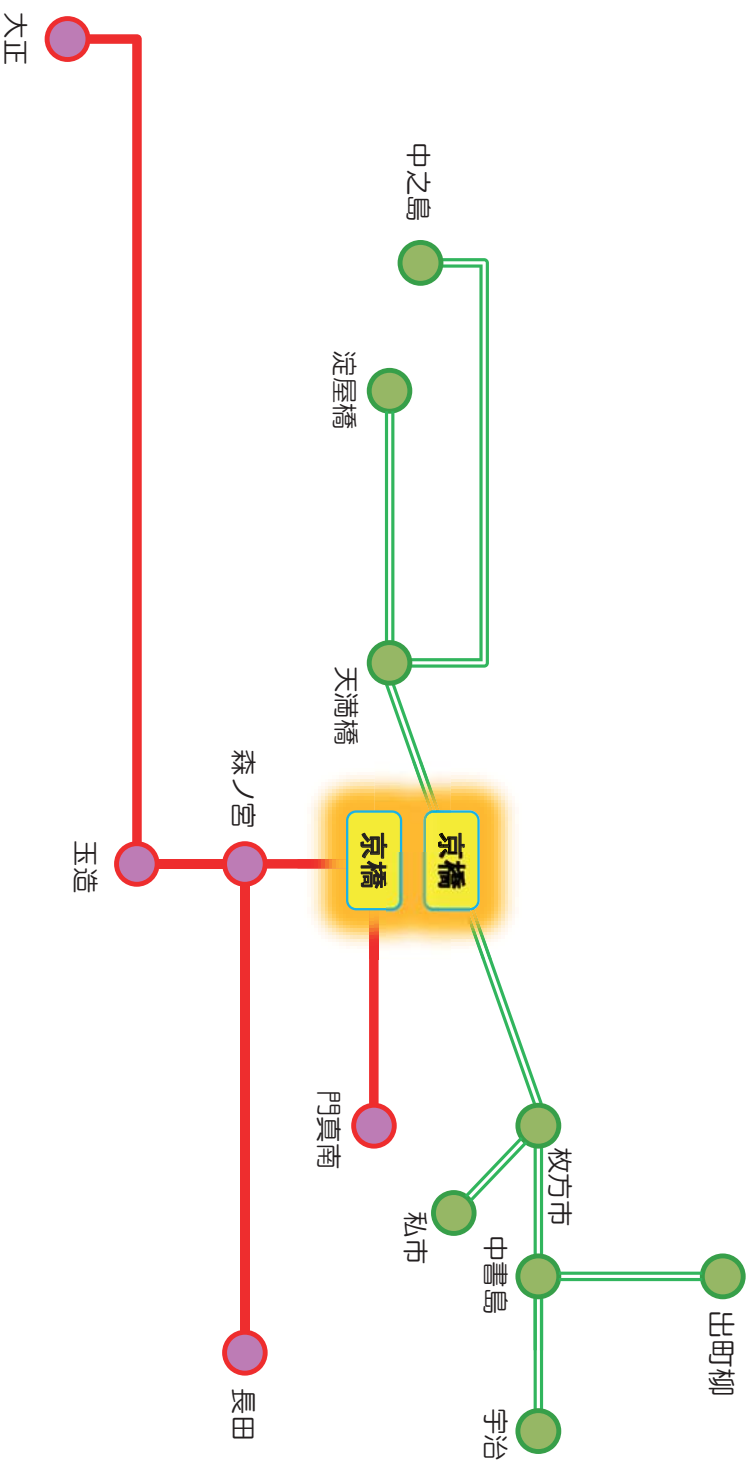 出町柳
中之島
枚方市
中書島
宇治
私市
淀屋橋
天満橋
京橋
京橋
門真南
森ノ宮
長田
玉造
大正